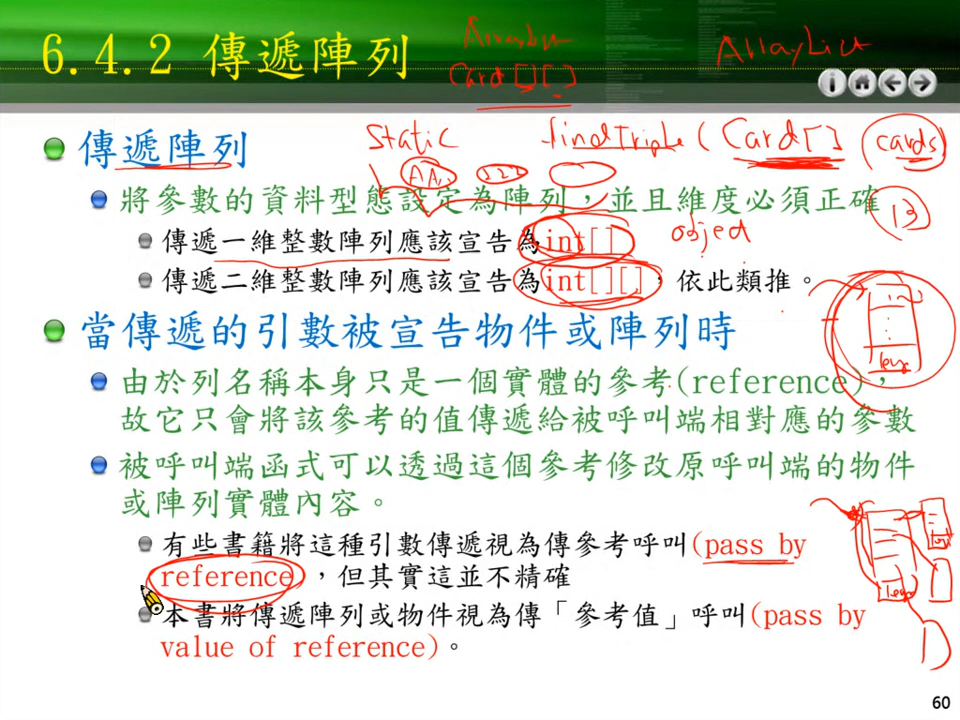 6.4.2 傳遞陣列
ArrayList
Card[][]
ArrayList
傳遞陣列
Static findTriple (Card[] cards)
AA
222
將參數的資料型態設定為陣列，並且維度必須正確
13
傳遞一維整數陣列應該宣告為int[]
object
傳遞二維整數陣列應該宣告為int[][]，依此類推。
當傳遞的引數被宣告物件或陣列時
由於列名稱本身只是一個實體的參考(reference)，
故它只會將該參考的值傳遞給被呼叫端相對應的參數
被呼叫端函式可以透過這個參考修改原呼叫端的物件
或陣列實體內容。
有些書籍將這種引數傳遞視為傳參考呼叫(pass by
reference)，但其實這並不精確
本書將傳遞陣列或物件視為傳「參考值」呼叫(pass by
value of reference)。
60